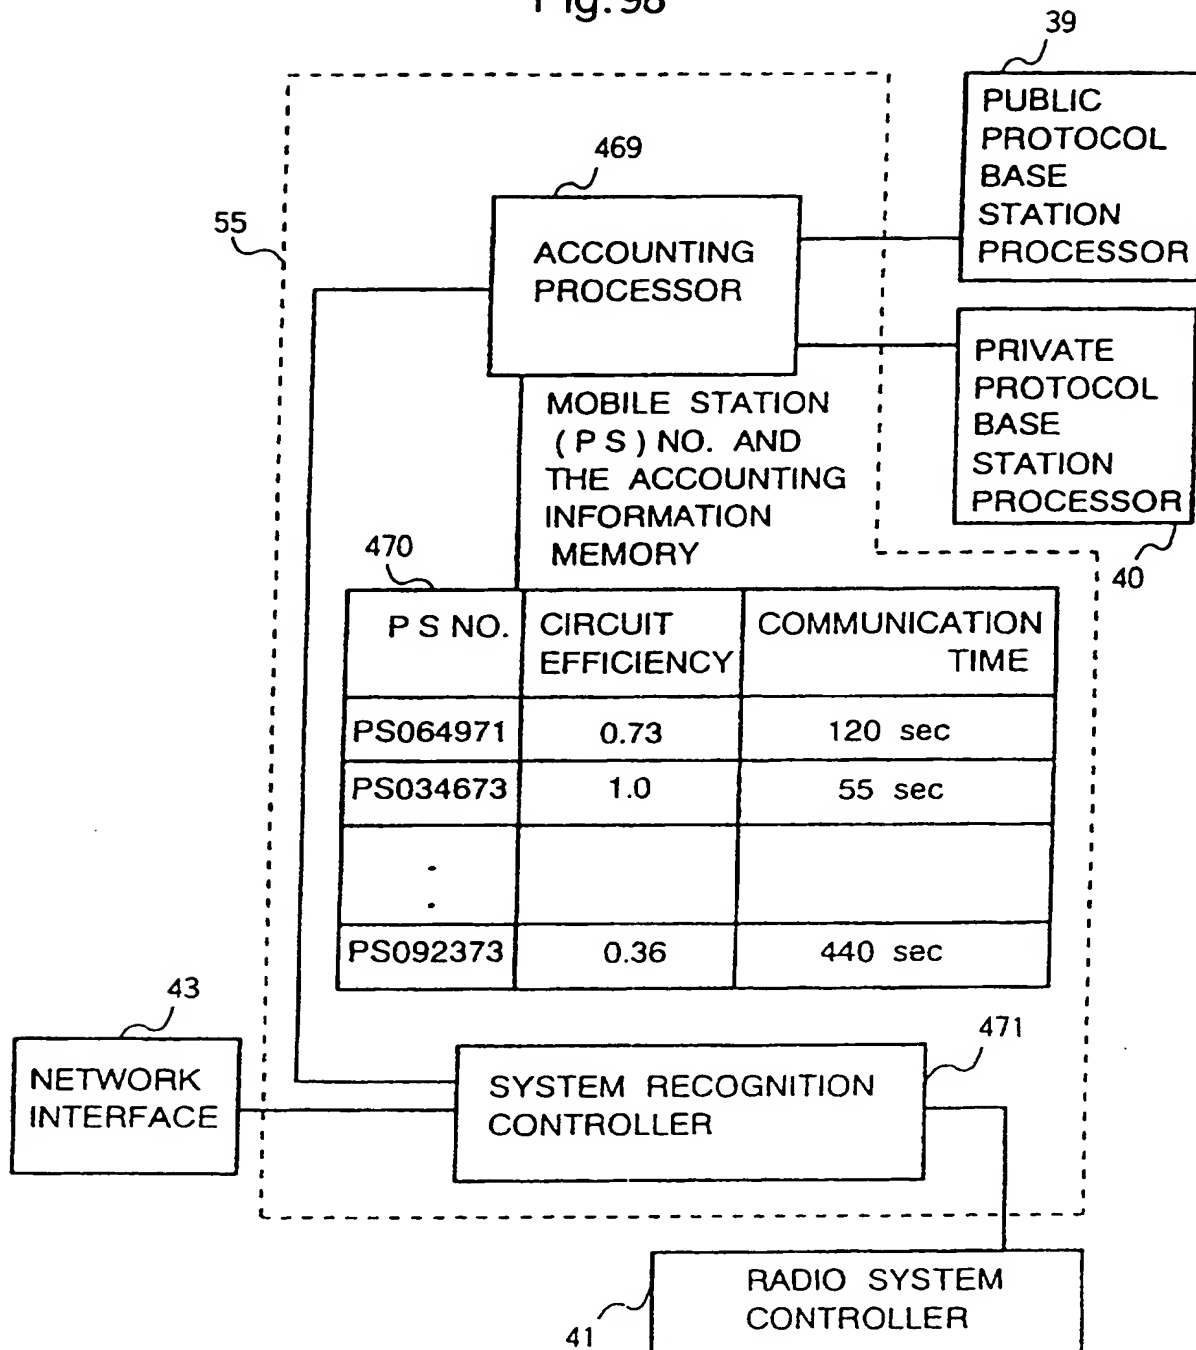 Fig.98
39
PUBLIC
PROTOCOL
BASE
STATION
PROCESSOR
469
55
ACCOUNTING
PROCESSOR
PRIVATE
PROTOCOL
BASE
STATION
PROCESSOR
40
MOBILE STATION
(PS) NO. AND
THE ACCOUNTING
INFORMATION
MEMORY
470
PS NO. CIRCUIT EFFICIENCY COMMUNICATION TIME
PS064971 0.73 120 sec
PS034673 1.0 55 sec
.
.
PS092373 0.36 440 sec
43
NETWORK
INTERFACE
471
SYSTEM RECOGNITION
CONTROLLER
RADIO SYSTEM
CONTROLLER
41